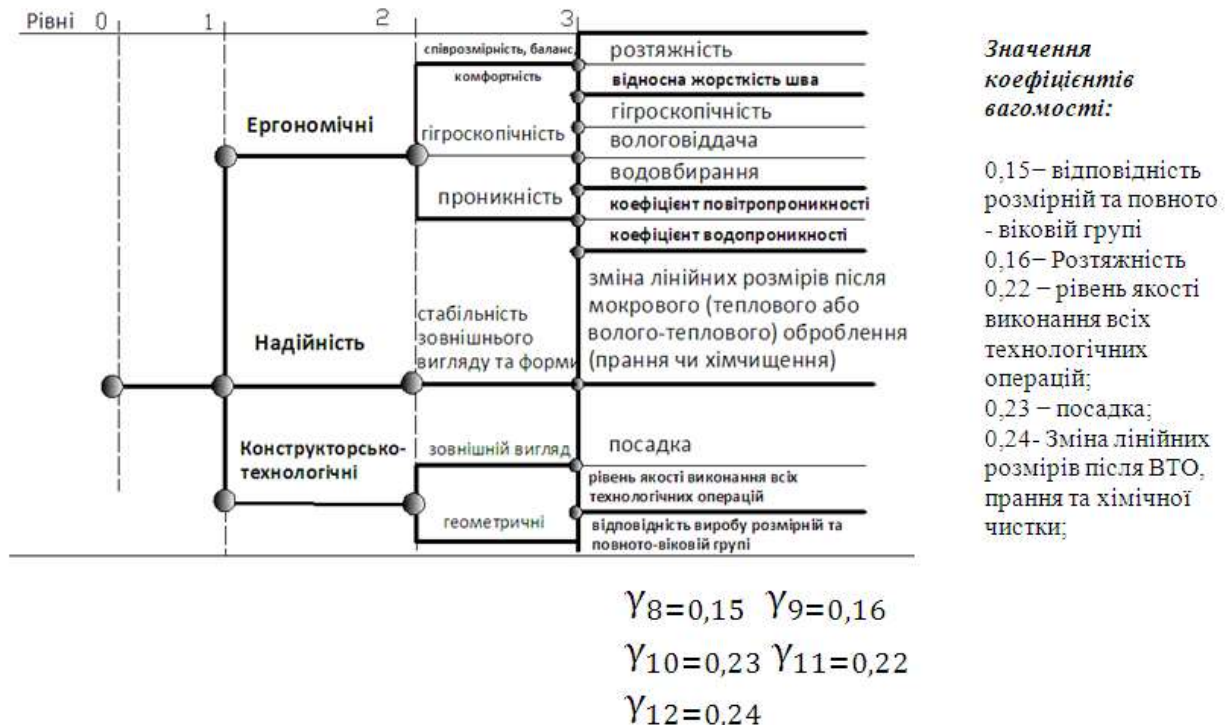 Рівні 0 1 2 3
співрозмірність, баланс
комфортність
розтяжність
відносна жорсткість шва
Ергономічні
гігроскопічність
гігроскопічність
вологовіддача
водовбирання
проникність
коефіцієнт повітропроникності
коефіцієнт водопроникності
Надійність
стабільність
зовнішнього
вигляду та форми
зміна лінійних розмірів після
мокрового (теплового або
волого-теплового) оброблення
(прання чи хімчищення)
Конструкторсько-
технологічні
зовнішній вигляд
посадка
рівень якості виконання всіх
технологічних операцій
геометричні
відповідність виробу розмірній та
повното-віковій групі
Значення
коефіцієнтів
вагомості:
0,15– відповідність
розмірній та повното
- віковій групі
0,16– Розтяжність
0,22 – рівень якості
виконання всіх
технологічних
операцій;
0,23 – посадка;
0,24- Зміна лінійних
розмірів після ВТО,
прання та хімічної
чистки;
γ8=0,15 γ9=0,16
γ10=0,23 γ11=0,22
γ12=0,24